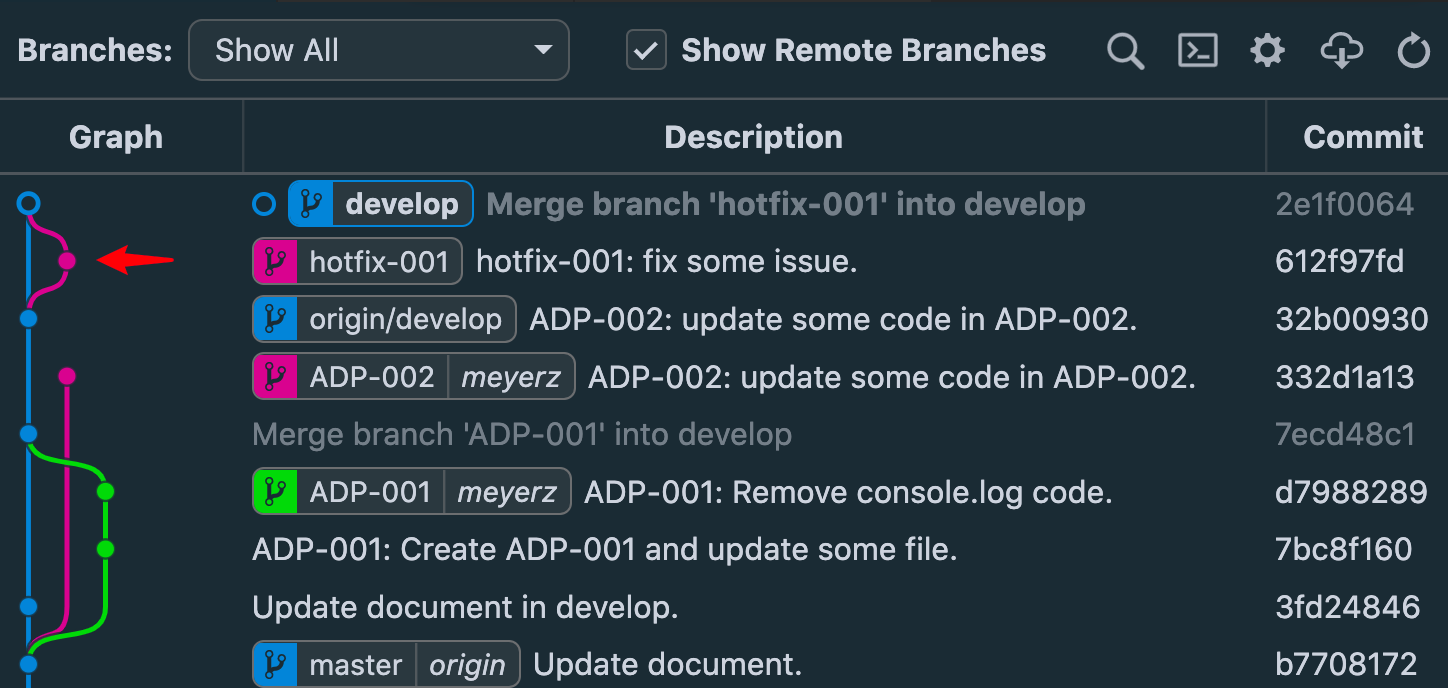 Branches: Show All Show Remote Branches
Graph Description Commit
develop Merge branch 'hotfix-001' into develop 2e1f0064
hotfix-001 hotfix-001: fix some issue. 612f97fd
origin/develop ADP-002: update some code in ADP-002. 32b00930
ADP-002 meyerz ADP-002: update some code in ADP-002. 332d1a13
Merge branch 'ADP-001' into develop 7ecd48c1
ADP-001 meyerz ADP-001: Remove console.log code. d7988289
ADP-001: Create ADP-001 and update some file. 7bc8f160
Update document in develop. 3fd24846
master origin Update document. b7708172